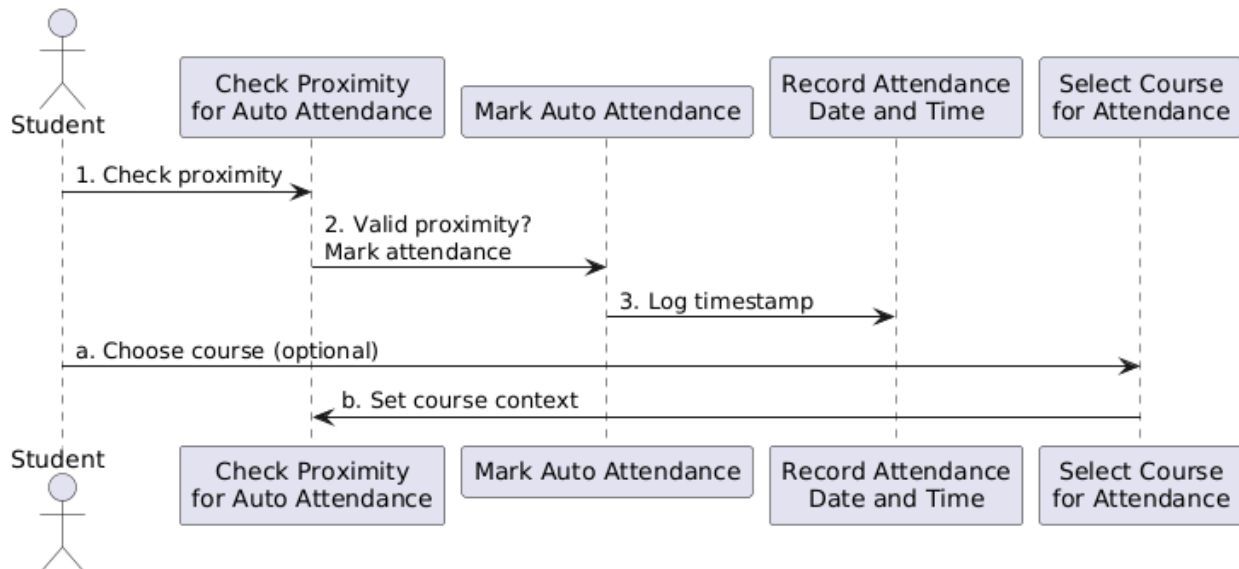 Check Proximity
for Auto Attendance
Mark Auto Attendance
Record Attendance
Date and Time
Select Course
for Attendance
Student
1. Check proximity
2. Valid proximity?
Mark attendance
3. Log timestamp
a. Choose course (optional)
b. Set course context
Student
Check Proximity
for Auto Attendance
Mark Auto Attendance
Record Attendance
Date and Time
Select Course
for Attendance